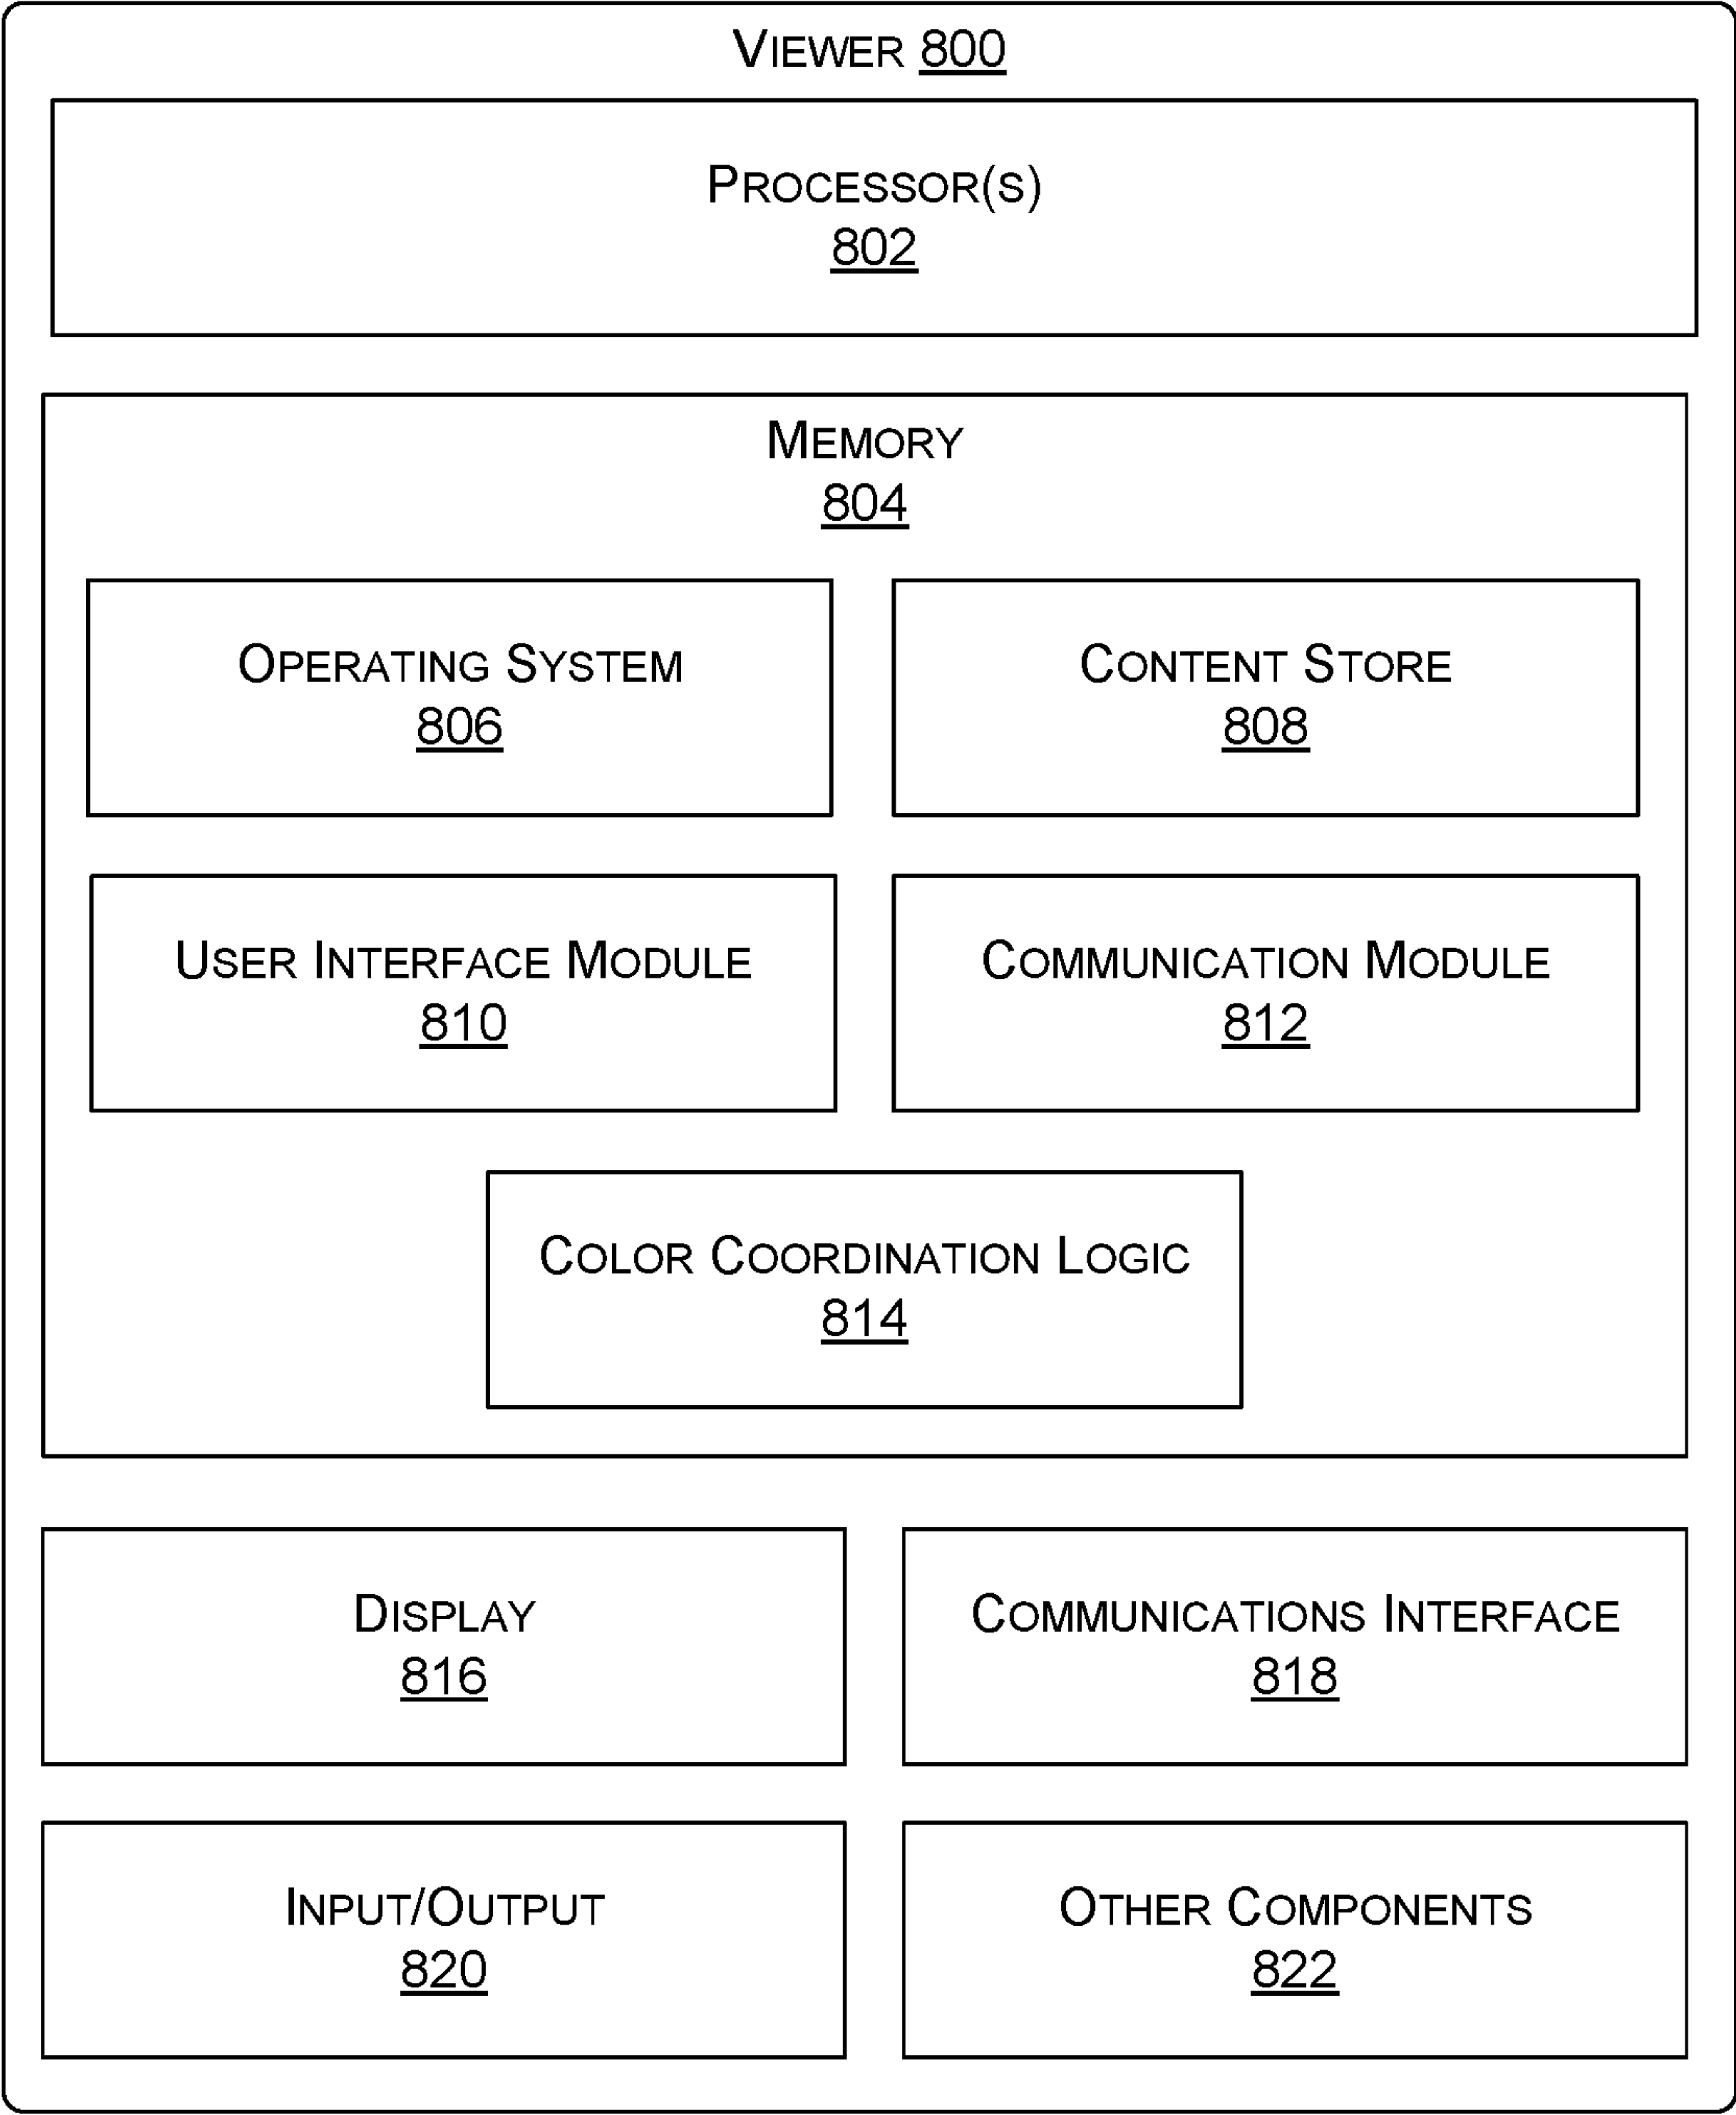 VIEWER 800
PROCESSOR(S)
802
MEMORY
804
OPERATING SYSTEM
806
CONTENT STORE
808
USER INTERFACE MODULE
810
COMMUNICATION MODULE
812
COLOR COORDINATION LOGIC
814
DISPLAY
816
COMMUNICATIONS INTERFACE
818
INPUT/OUTPUT
820
OTHER COMPONENTS
822